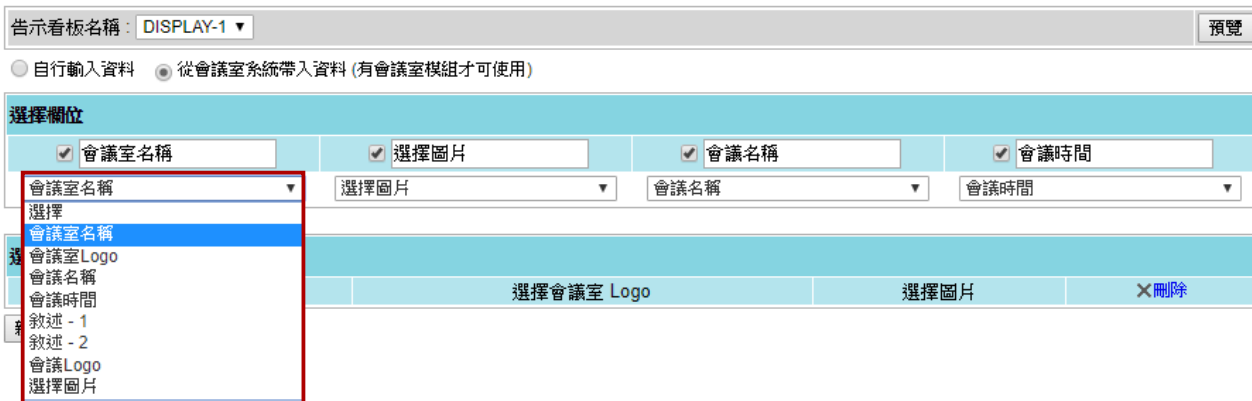 告示看板名稱 : DISPLAY-1 ▼ 預覽
自行輸入資料 從會議室系統帶入資料 (有會議室模組才可使用)
選擇欄位
會議室名稱 選擇圖片 會議名稱 會議時間
會議室名稱 ▼ 選擇圖片 ▼ 會議名稱 ▼ 會議時間 ▼
選擇
會議室名稱
會議室Logo
會議名稱
會議時間
敘述 - 1
敘述 - 2
會議Logo
選擇圖片
選擇會議室 Logo 選擇圖片 ✕刪除